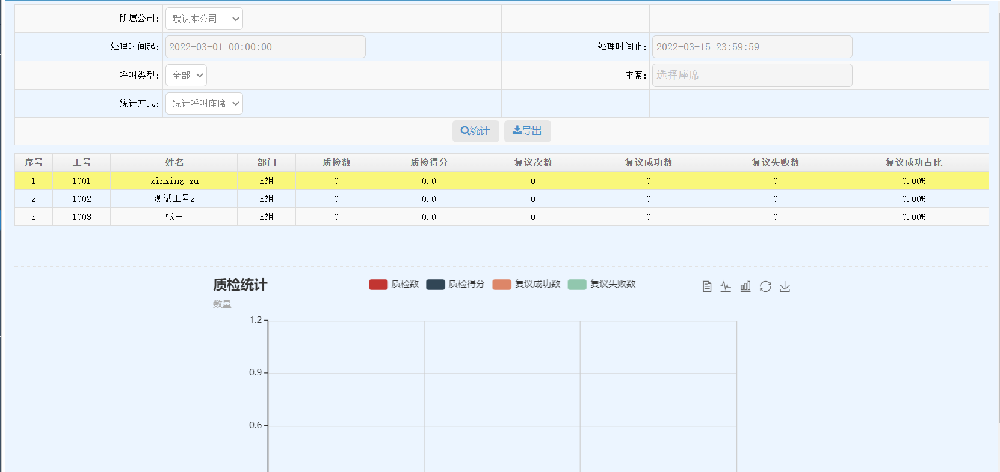 所属公司： 默认本公司
处理时间起： 2022-03-01 00:00:00 处理时间止： 2022-03-15 23:59:59
呼叫类型： 全部 座席： 选择座席
统计方式： 统计呼叫座席
统计 导出
序号 工号 姓名 部门 质检数 质检得分 复议次数 复议成功数 复议失败数 复议成功占比
1 1001 xinxing xu B组 0 0.0 0 0 0 0.00%
2 1002 测试工号2 B组 0 0.0 0 0 0 0.00%
3 1003 张三 B组 0 0.0 0 0 0 0.00%
质检统计 质检数 质检得分 复议成功数 复议失败数
数量
1.2
0.9
0.6